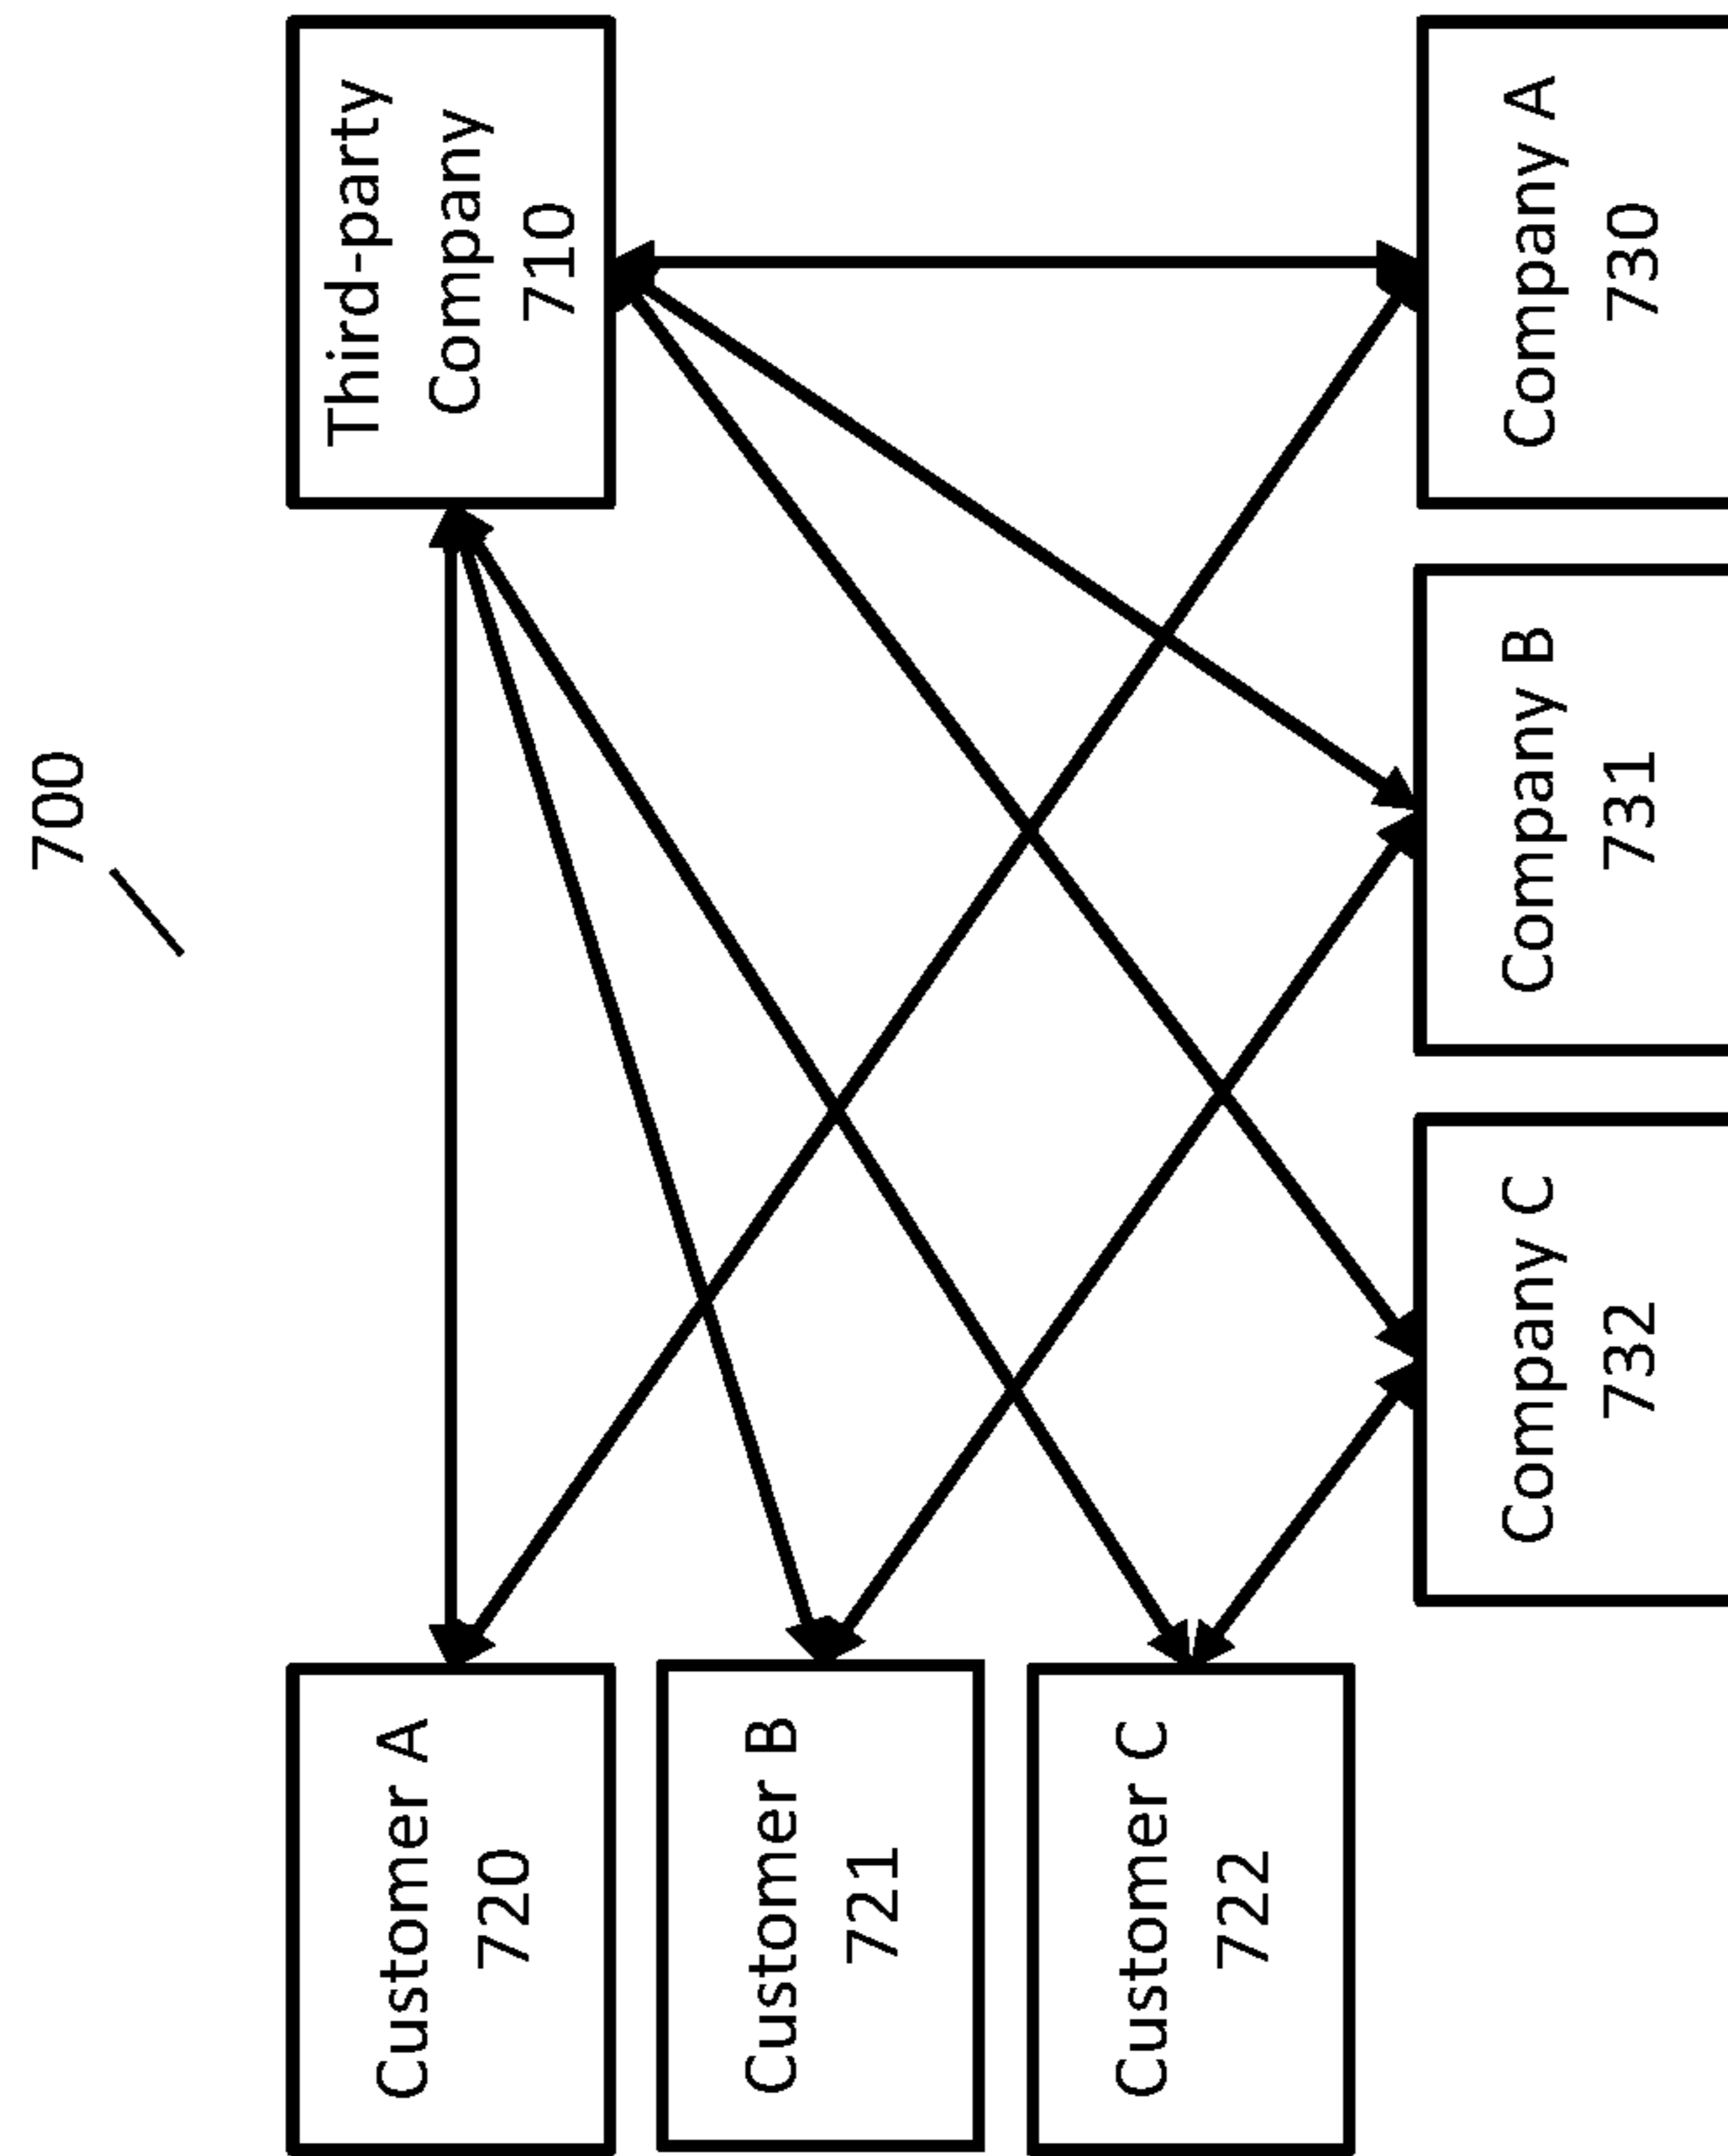 700
Customer A
720
Third-party
Company
710
Customer B
721
Customer C
722
Company C
732
Company B
731
Company A
730